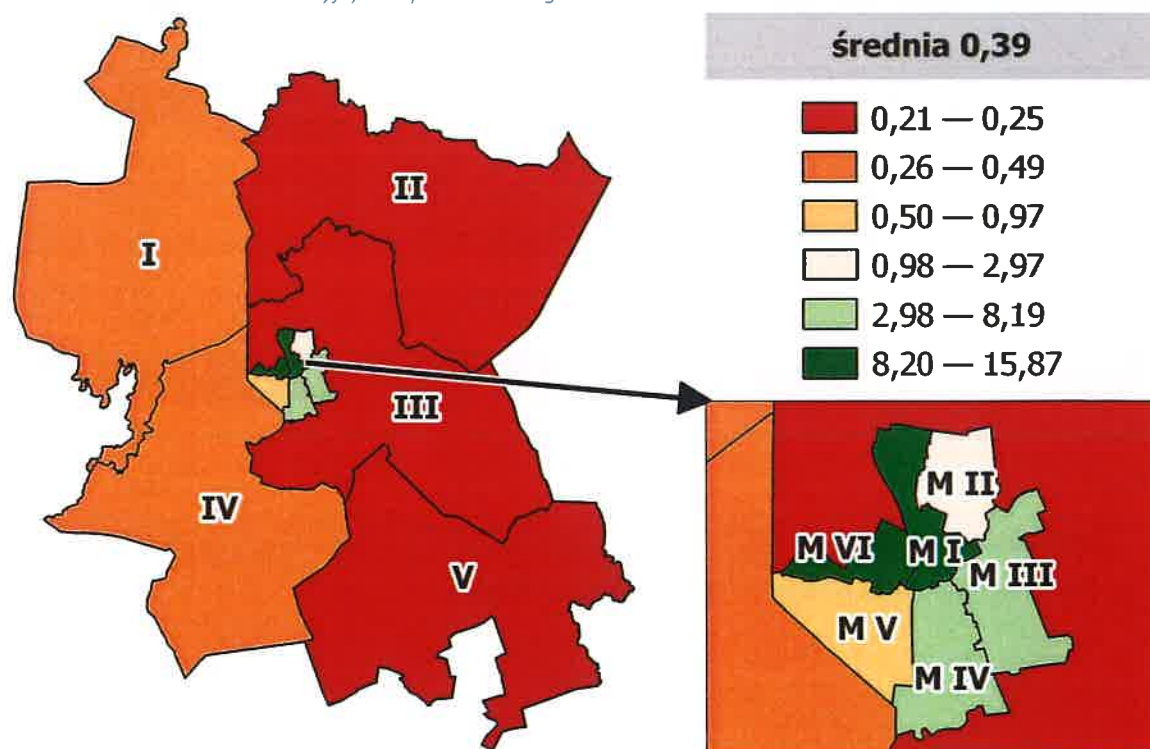 średnia 0,39
0,21 — 0,25
0,26 — 0,49
0,50 — 0,97
0,98 — 2,97
2,98 — 8,19
8,20 — 15,87
I
II
III
IV
V
M II
M VI
M I
M III
M V
M IV